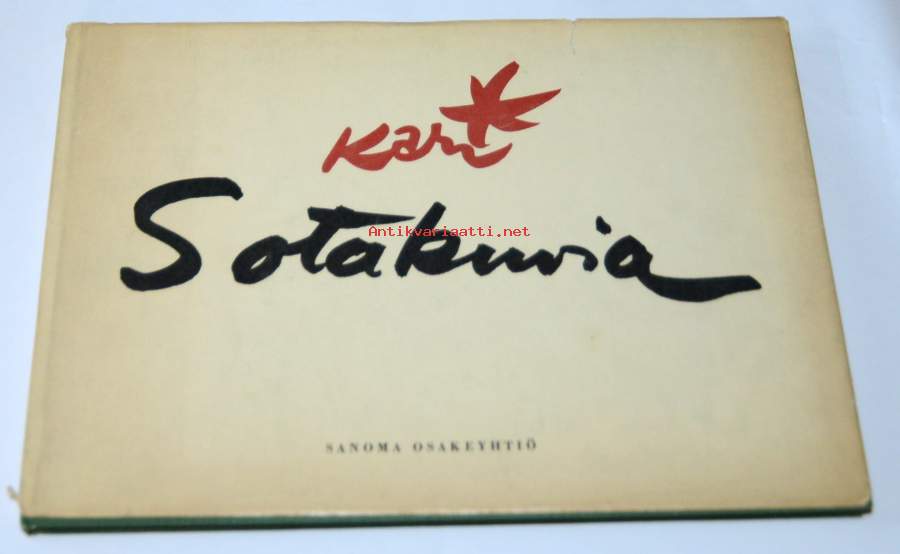 Kari
Sotakuvia
Antikvariaatti.net
SANOMA OSAKEYHTIÖ